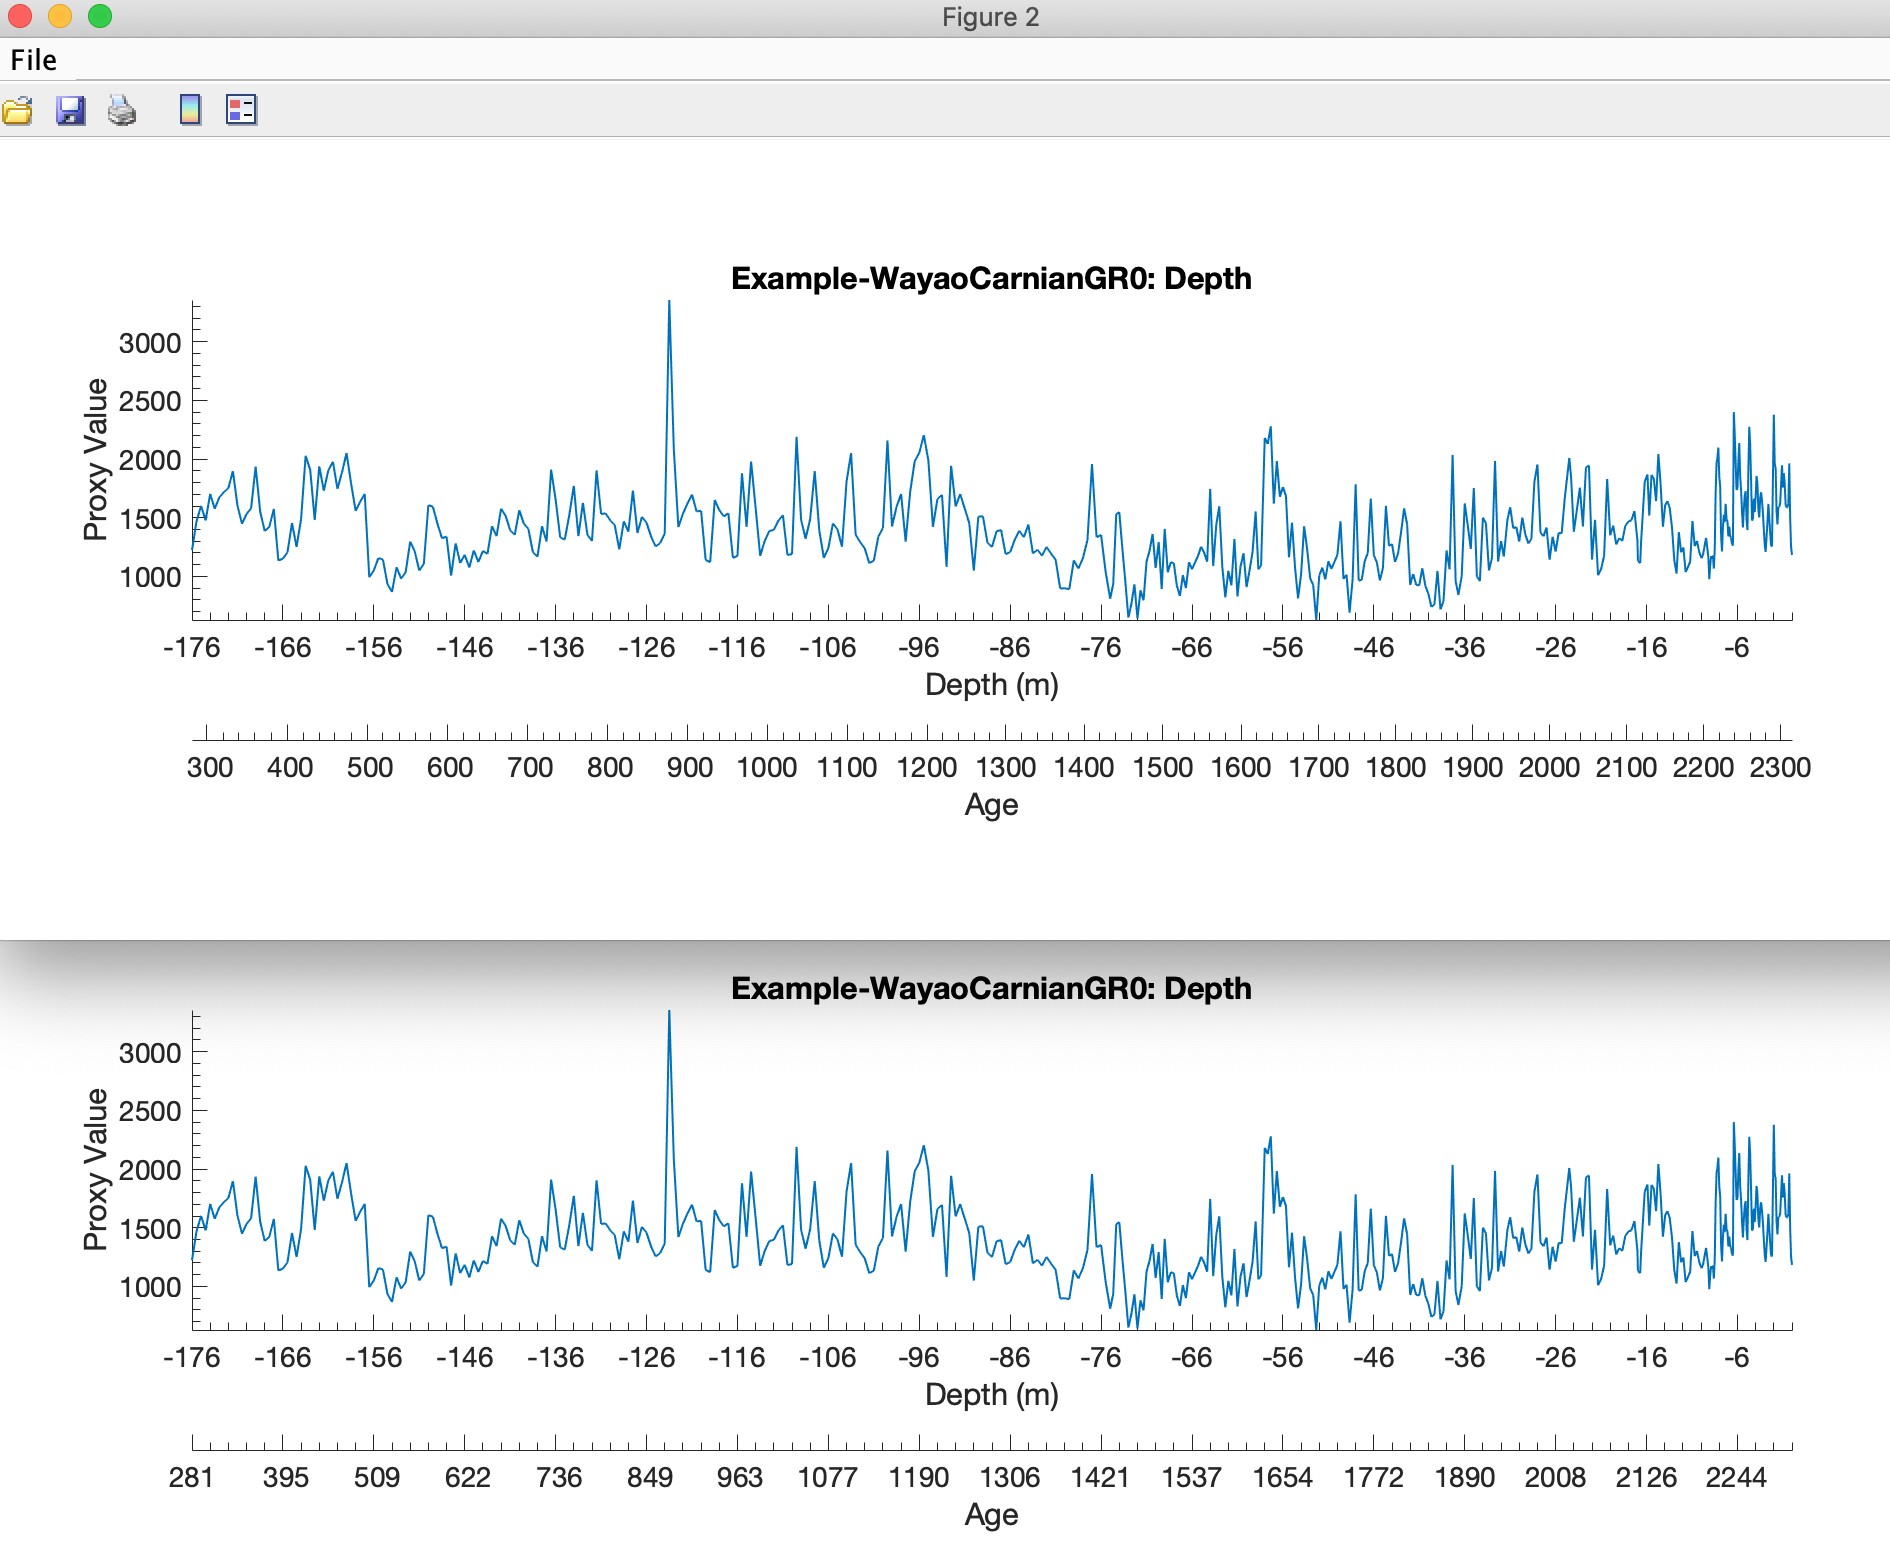 Figure 2
File
Example-WayaoCarnianGR0: Depth
Proxy Value
3000
2500
2000
1500
1000
-176 -166 -156 -146 -136 -126 -116 -106 -96 -86 -76 -66 -56 -46 -36 -26 -16 -6
Depth (m)
300 400 500 600 700 800 900 1000 1100 1200 1300 1400 1500 1600 1700 1800 1900 2000 2100 2200 2300
Age
Example-WayaoCarnianGR0: Depth
Proxy Value
3000
2500
2000
1500
1000
-176 -166 -156 -146 -136 -126 -116 -106 -96 -86 -76 -66 -56 -46 -36 -26 -16 -6
Depth (m)
281 395 509 622 736 849 963 1077 1190 1306 1421 1537 1654 1772 1890 2008 2126 2244
Age